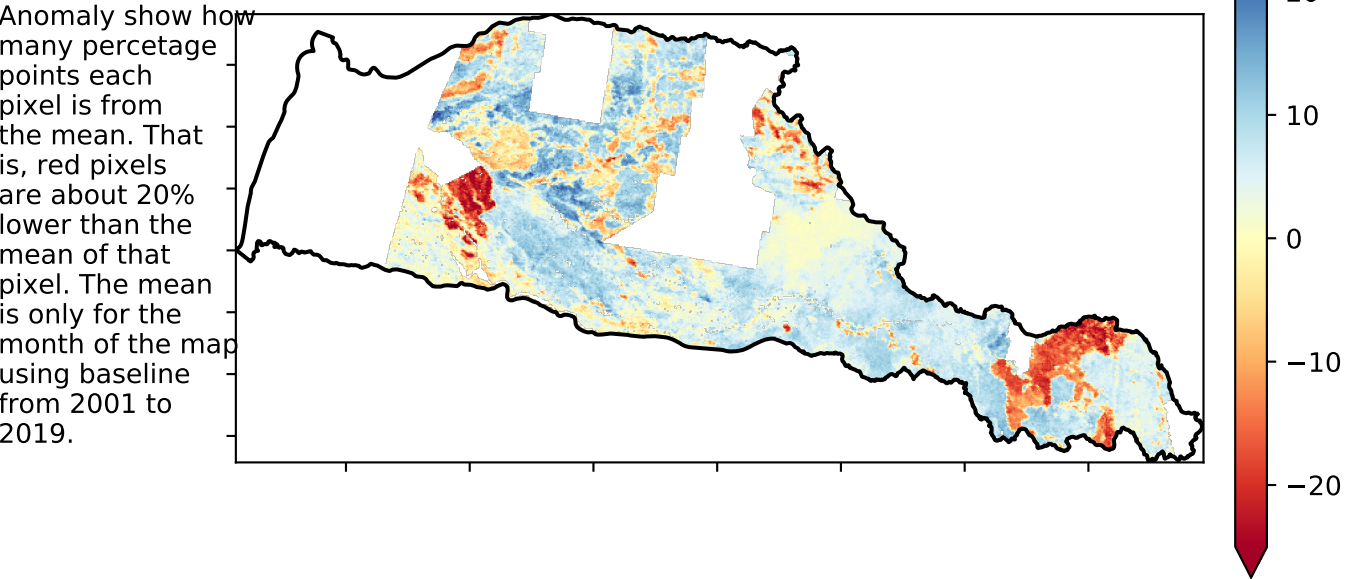 Anomaly show how
many percetage
points each
pixel is from
the mean. That
is, red pixels
are about 20%
lower than the
mean of that
pixel. The mean
is only for the
month of the map
using baseline
from 2001 to
2019.
10
0
−10
−20